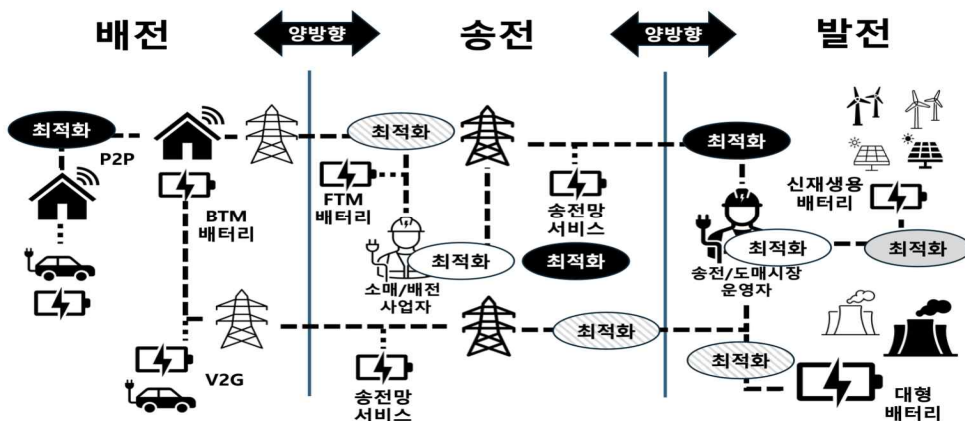 배전
양방향
송전
양방향
발전
최적화
P2P
BTM
배터리
V2G
최적화
FTM
배터리
소매/배전
사업자
최적화
최적화
송전망
서비스
최적화
송전망
서비스
최적화
신재생용
배터리
최적화
최적화
송전/도매시장
운영자
최적화
대형
배터리